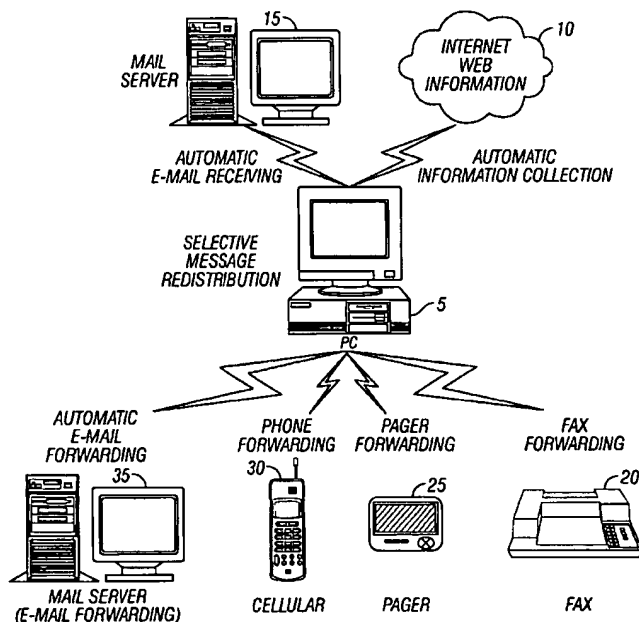 15
MAIL
SERVER
INTERNET
WEB
INFORMATION
10
AUTOMATIC
E-MAIL RECEIVING
AUTOMATIC
INFORMATION COLLECTION
SELECTIVE
MESSAGE
REDISTRIBUTION
5
PC
AUTOMATIC
E-MAIL
FORWARDING
PHONE
FORWARDING
PAGER
FORWARDING
FAX
FORWARDING
35
30
25
20
MAIL SERVER
(E-MAIL FORWARDING)
CELLULAR
PAGER
FAX